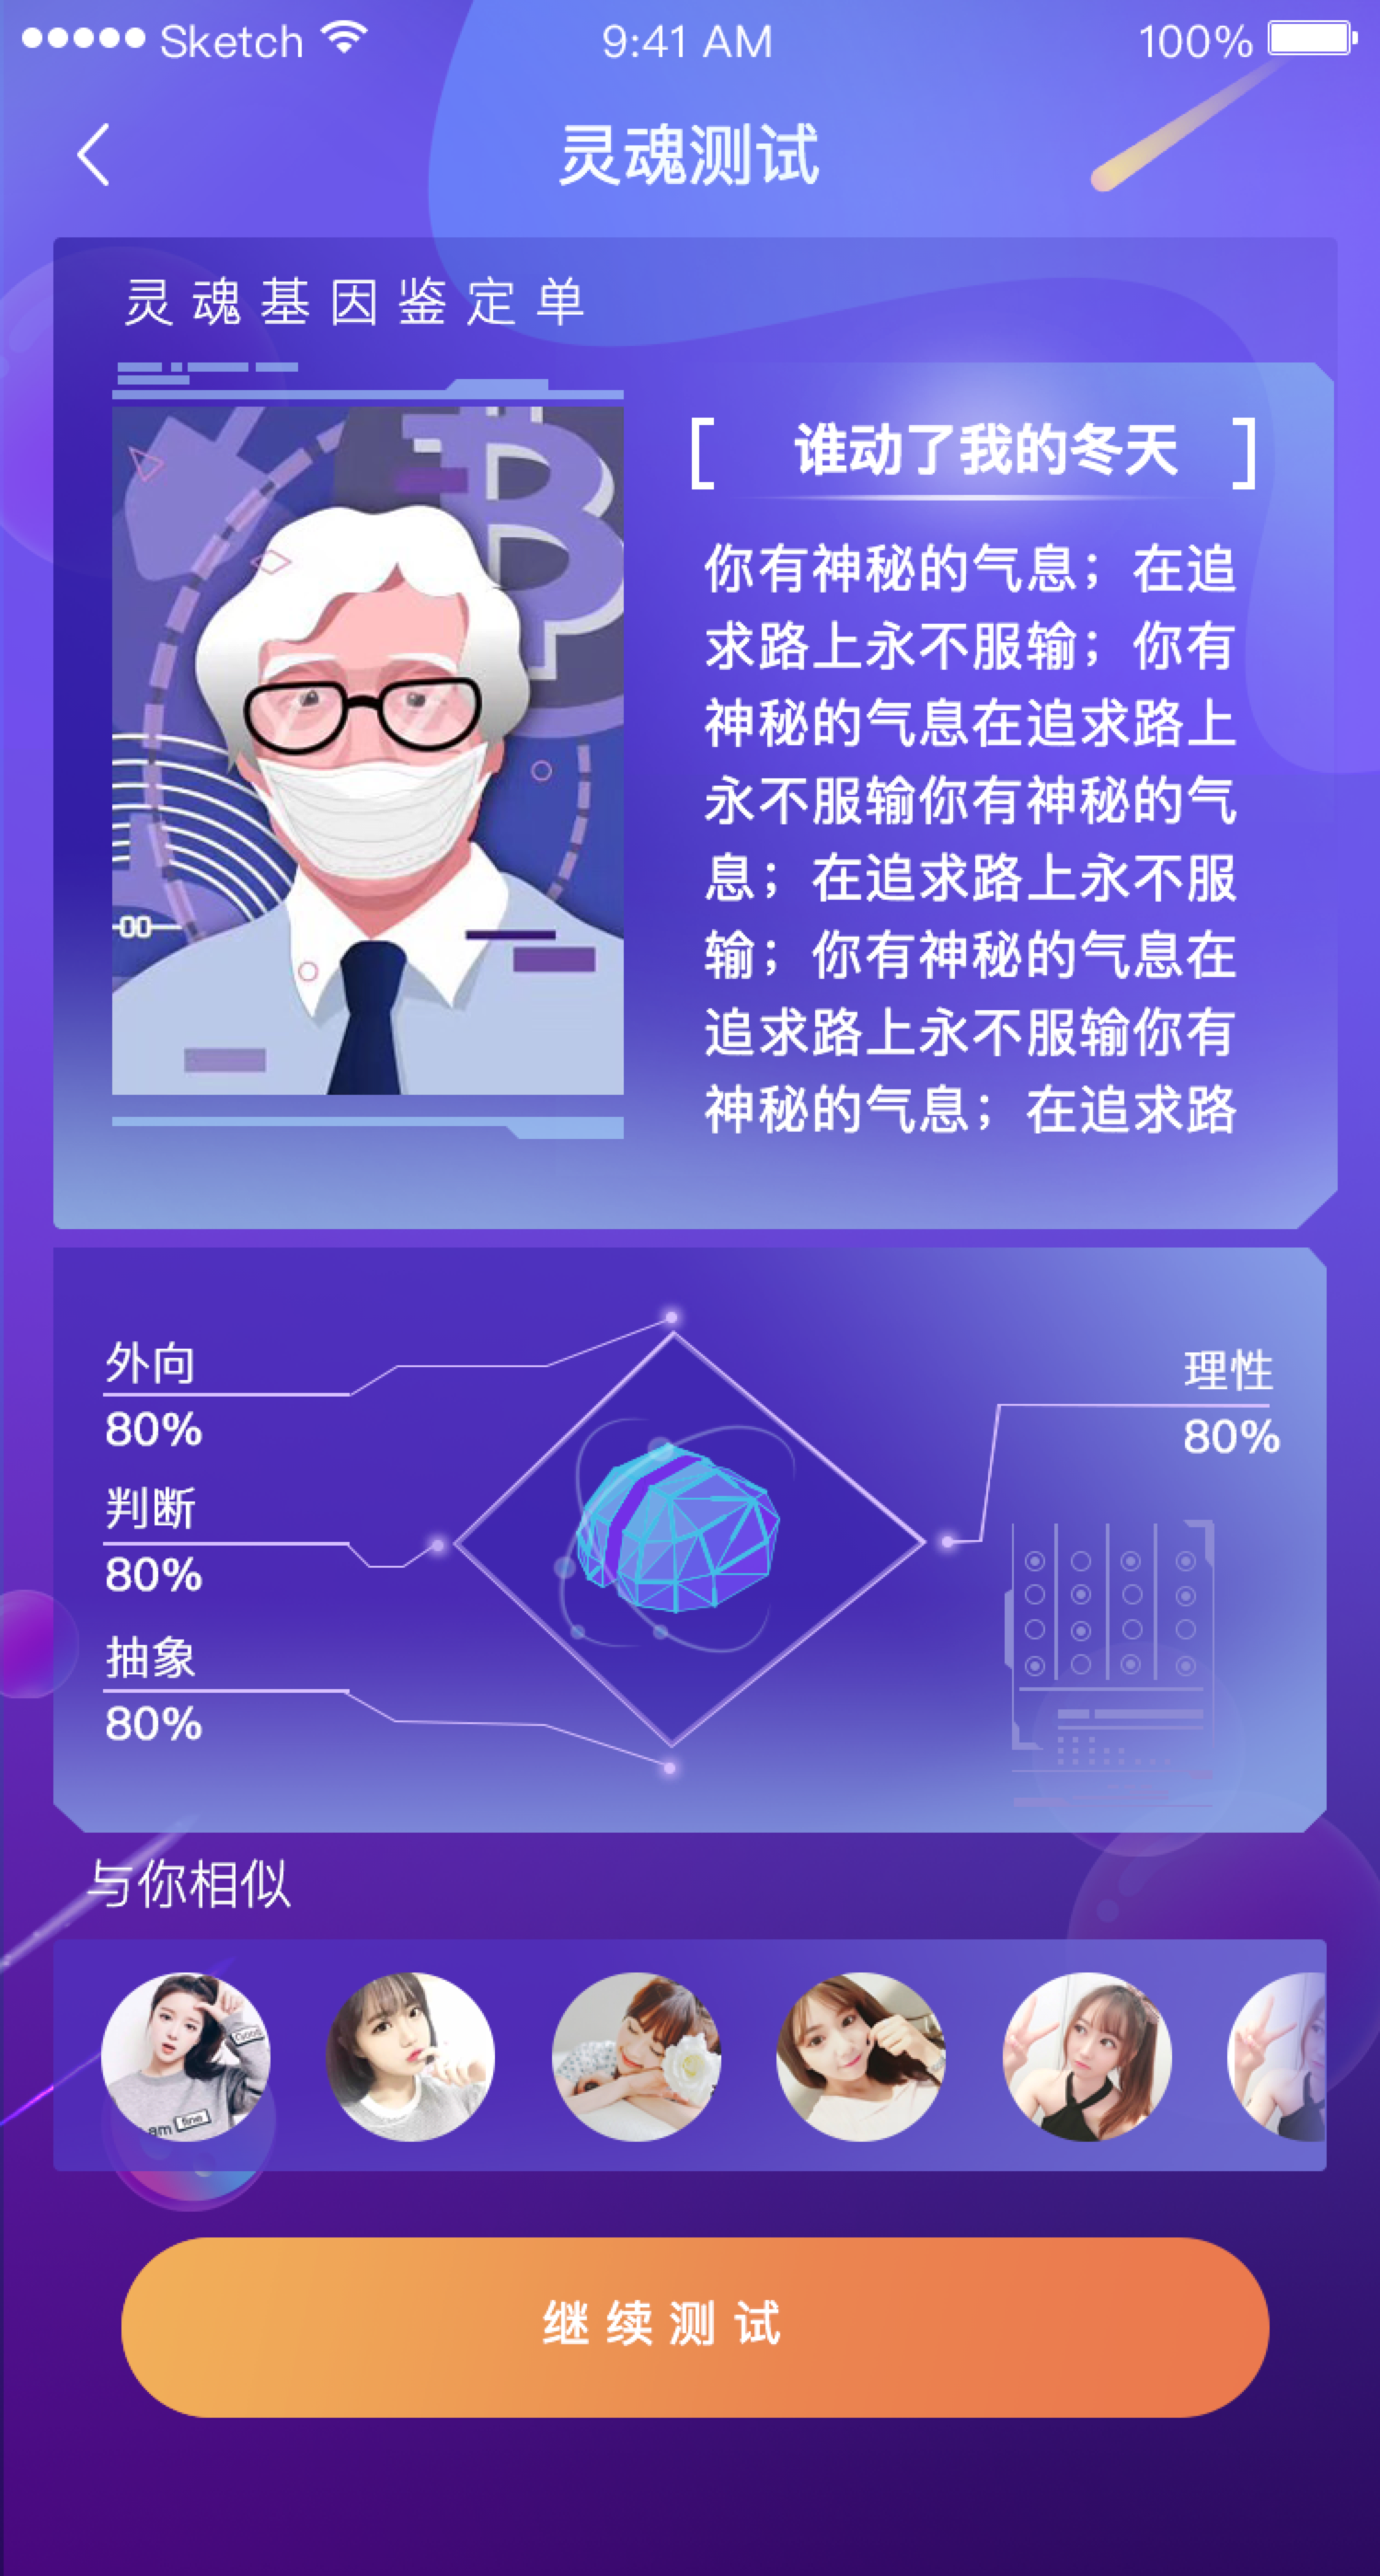 Sketch 9:41 AM 100%
灵魂测试
灵魂基因鉴定单
谁动了我的冬天
你有神秘的气息；在追
求路上永不服输；你有
神秘的气息在追求路上
永不服输你有神秘的气
息；在追求路上永不服
输；你有神秘的气息在
追求路上永不服输你有
神秘的气息；在追求路
外向
80%
判断
80%
抽象
80%
理性
80%
与你相似
Good
am fine
继续测试